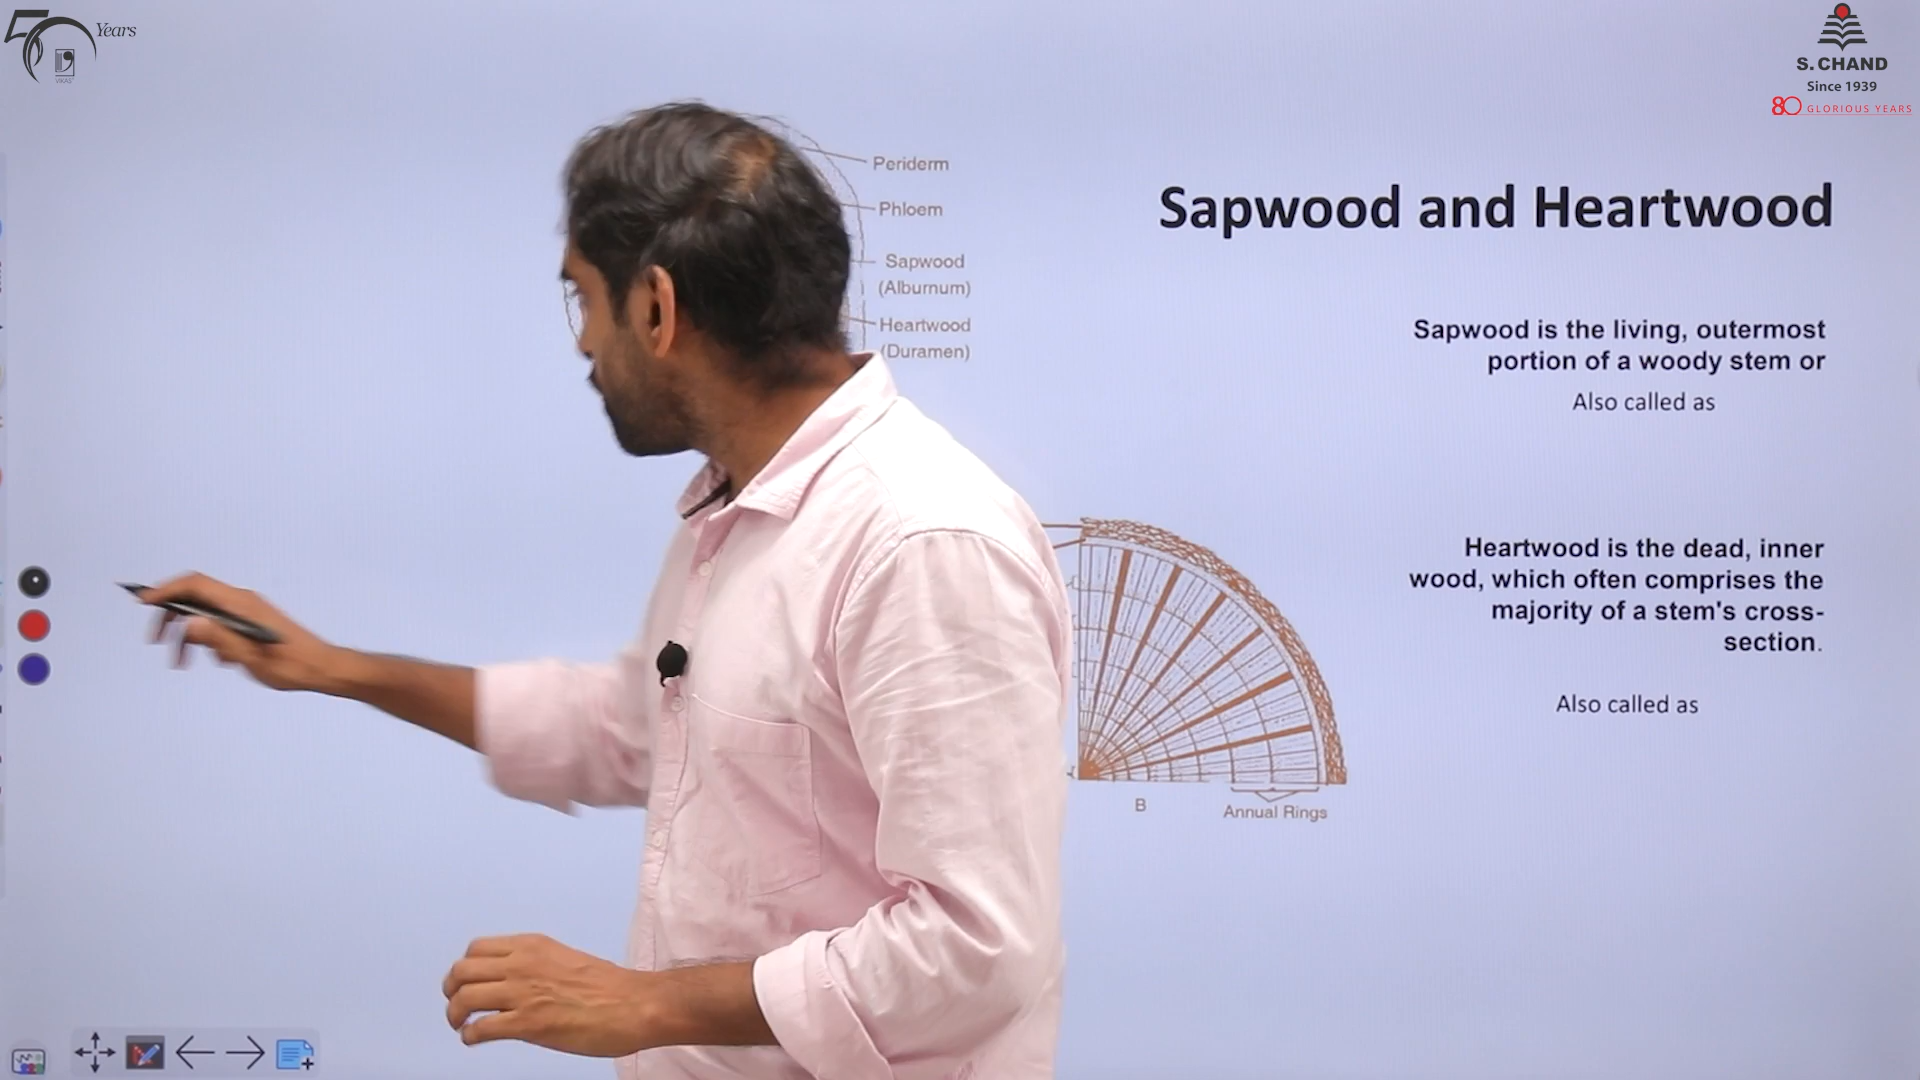 50 Years
VIKAS
S. CHAND
Since 1939
80 GLORIOUS YEARS
Periderm
Phloem
Sapwood
(Alburnum)
Heartwood
(Duramen)
Sapwood and Heartwood
Sapwood is the living, outermost
portion of a woody stem or
Also called as
Heartwood is the dead, inner
wood, which often comprises the
majority of a stem's cross-
section.
Also called as
B
Annual Rings